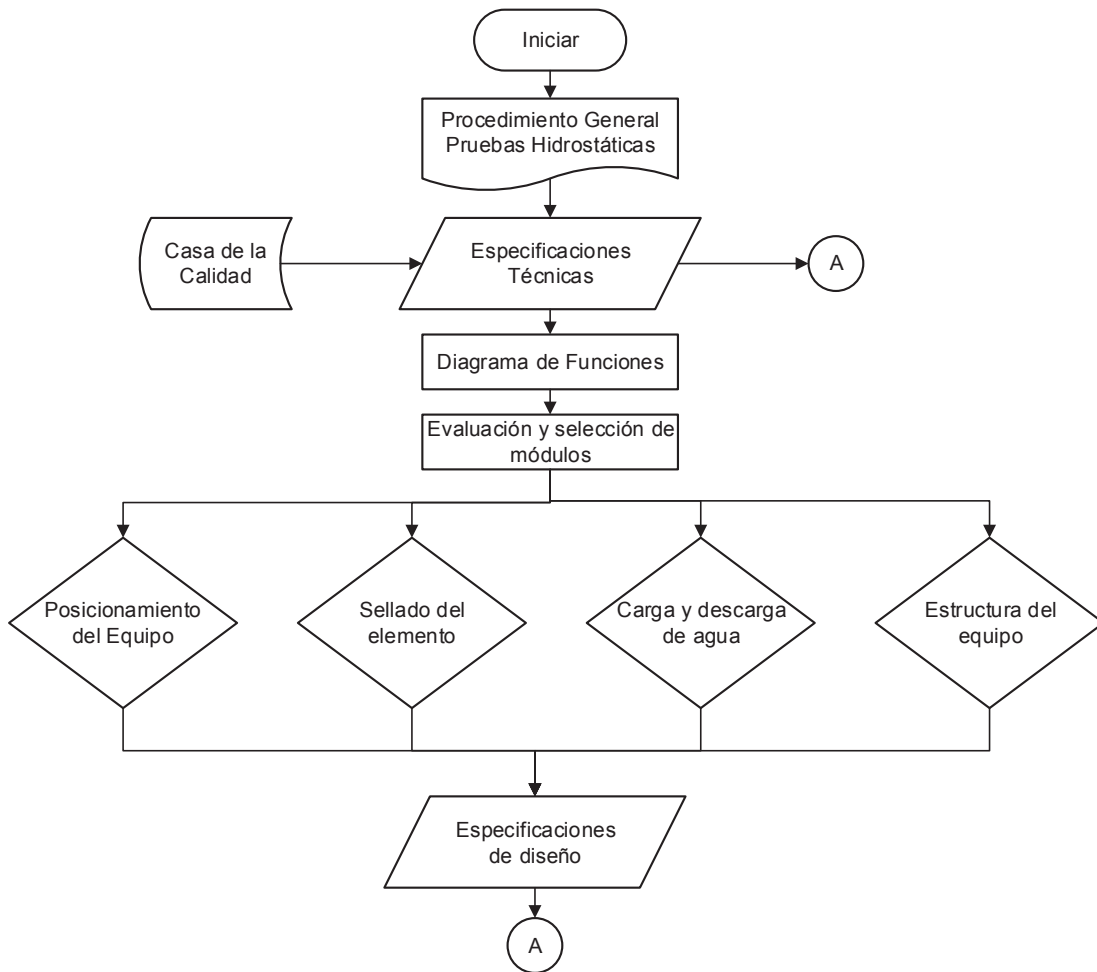 Iniciar
Procedimiento General
Pruebas Hidrostáticas
Casa de la
Calidad
Especificaciones
Técnicas
A
Diagrama de Funciones
Evaluación y selección de
módulos
Posicionamiento
del Equipo
Sellado del
elemento
Carga y descarga
de agua
Estructura del
equipo
Especificaciones
de diseño
A